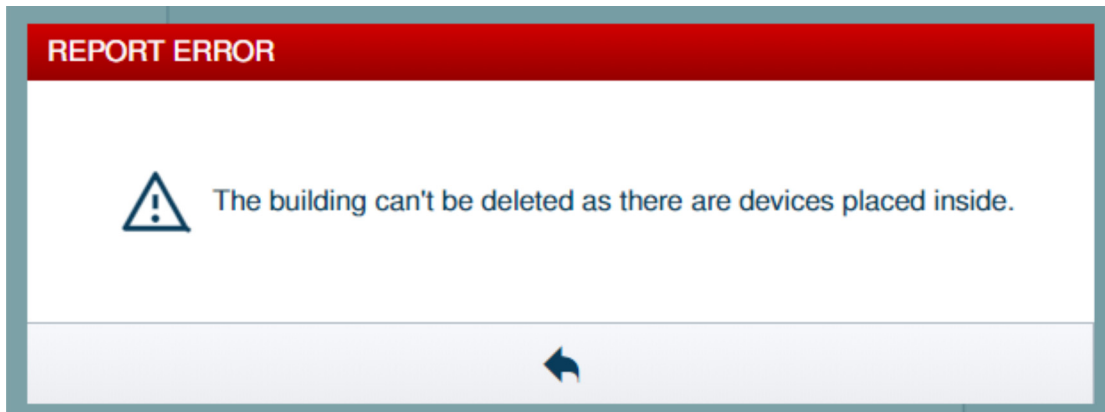 REPORT ERROR
The building can't be deleted as there are devices placed inside.